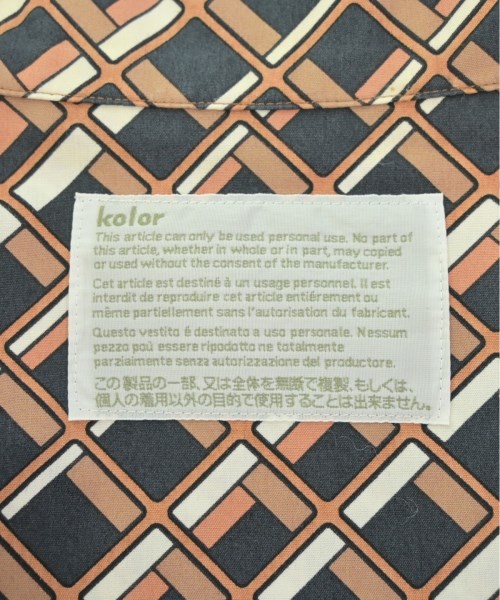 kolor
This article can only be used personal use. No part of
this article, whether in whole or in part, may copied
or used without the consent of the manufacturer.
Cet article est destiné à un usage personnel. Il est
interdit de reproduire cet article entiérement ou
mème partiellement sans l'autorisation du fabricant.
Questo vestito é destinato a uso personale. Nessun
pezzo può essere ripodotto ne totalmente
parzialmente senza autorizzazione del productore.
この製品の一部、又は全体を無断で複製、もしくは、
個人の着用以外の目的で使用することは出来ません。